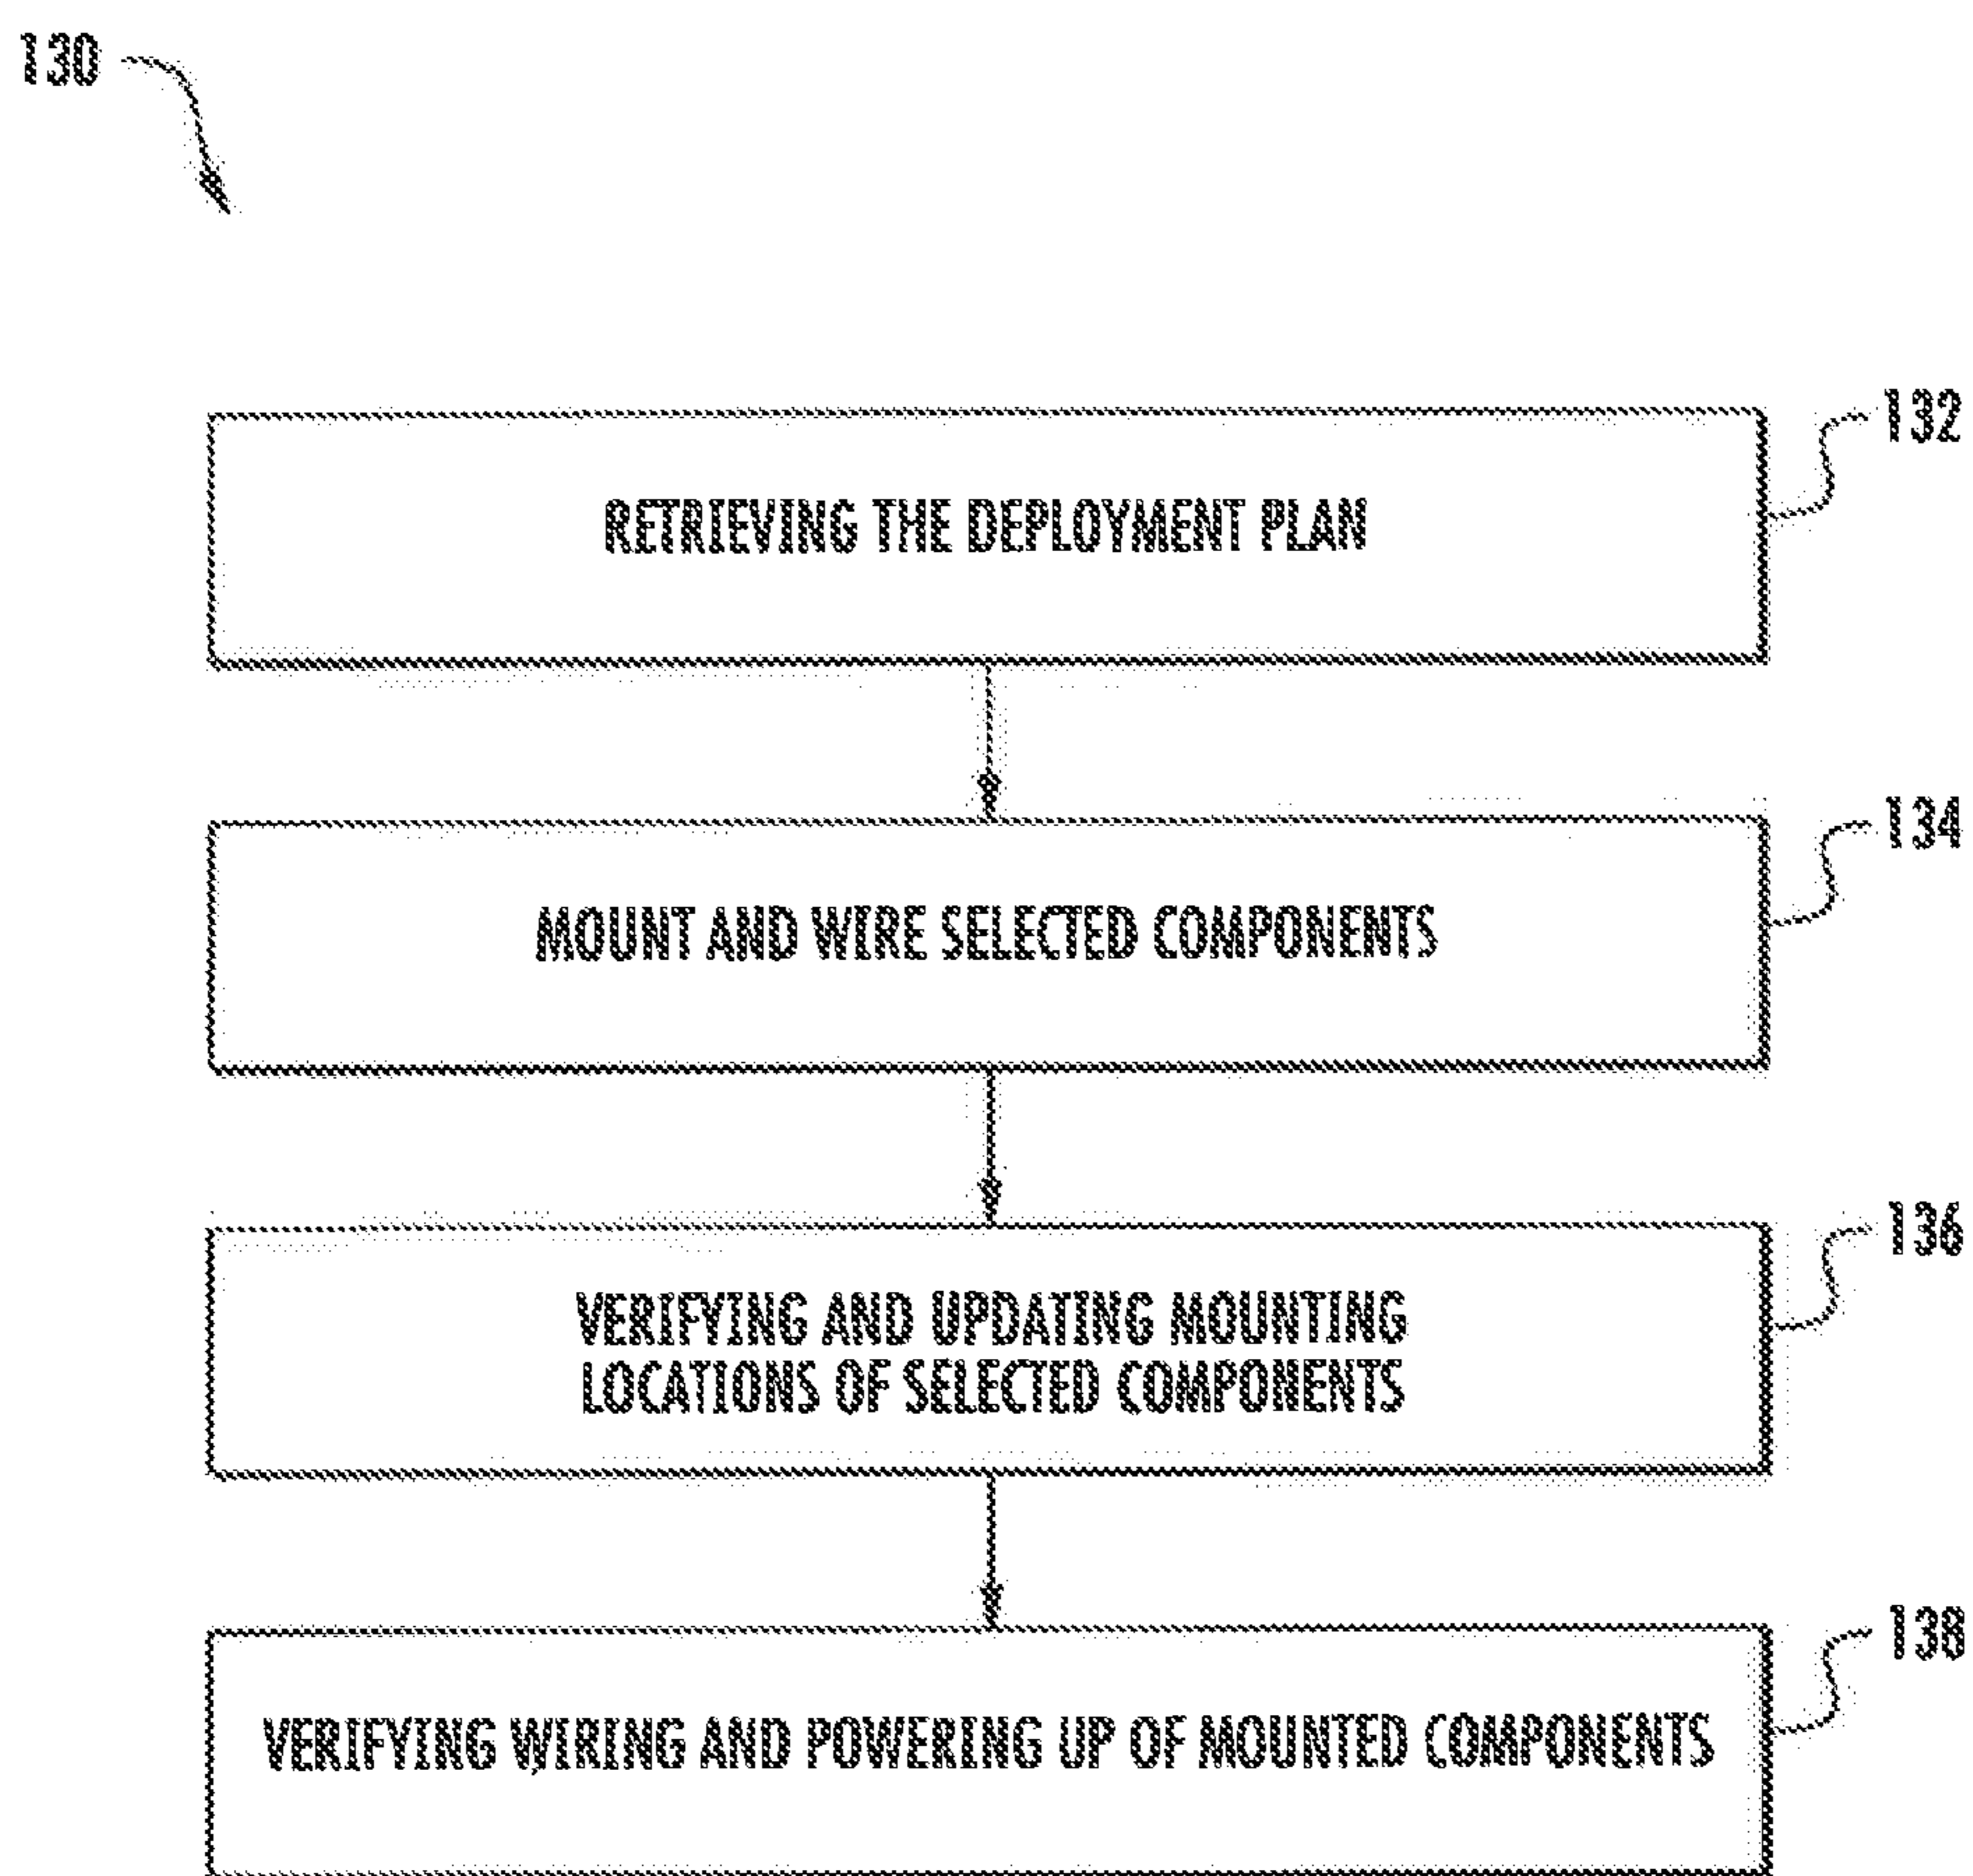 130
132
RETRIEVING THE DEPLOYMENT PLAN
134
MOUNT AND WIRE SELECTED COMPONENTS
136
VERIFYING AND UPDATING MOUNTING
LOCATIONS OF SELECTED COMPONENTS
138
VERIFYING WIRING AND POWERING UP OF MOUNTED COMPONENTS